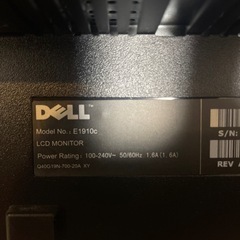 DELL
Model No.: E1910c
LCD MONITOR
Power Rating: 100-240V~ 50/60Hz 1.6A(1.6A)
S/N:
REV A